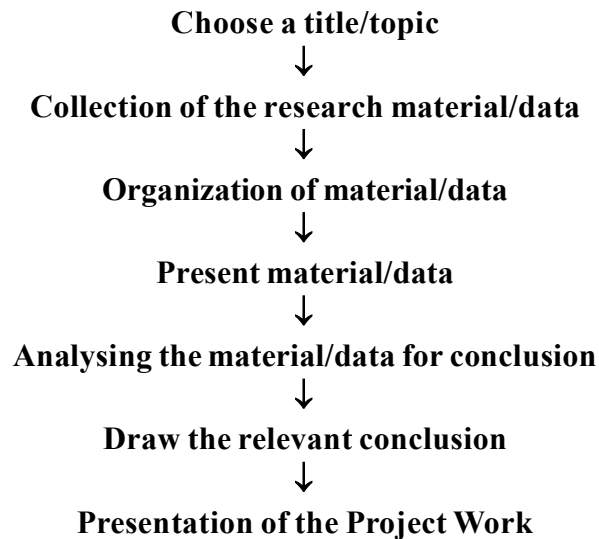 Choose a title/topic
↓
Collection of the research material/data
↓
Organization of material/data
↓
Present material/data
↓
Analysing the material/data for conclusion
↓
Draw the relevant conclusion
↓
Presentation of the Project Work